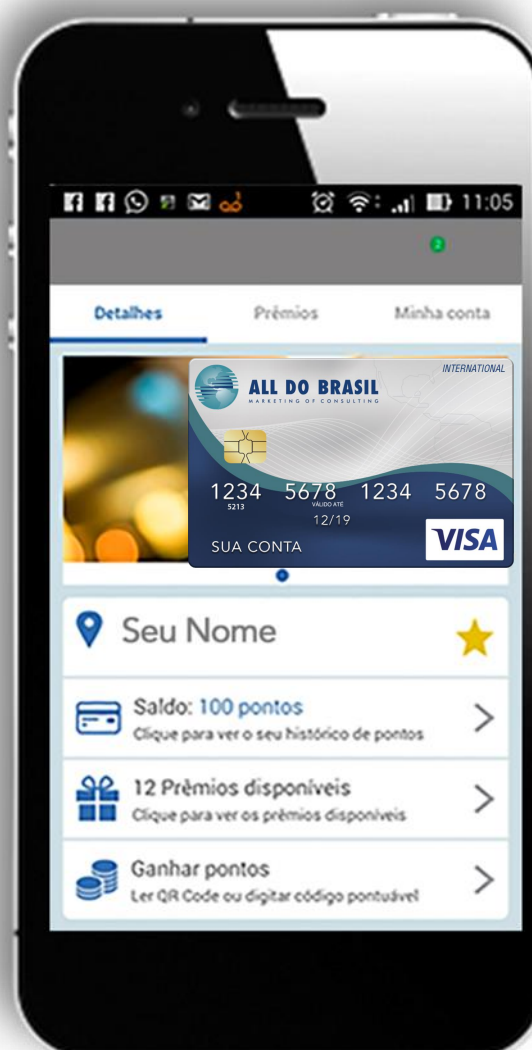 11:05
2
Detalhes Prêmios Minha conta
INTERNATIONAL
ALL DO BRASIL
MARKETING OF CONSULTING
1234 5678 1234 5678
5213 VÁLIDO ATÉ
12/19
SUA CONTA
VISA
Seu Nome
Saldo: 100 pontos
Clique para ver o seu histórico de pontos
12 Prêmios disponíveis
Clique para ver os prêmios disponíveis
Ganhar pontos
Ler QR Code ou digitar código pontuável